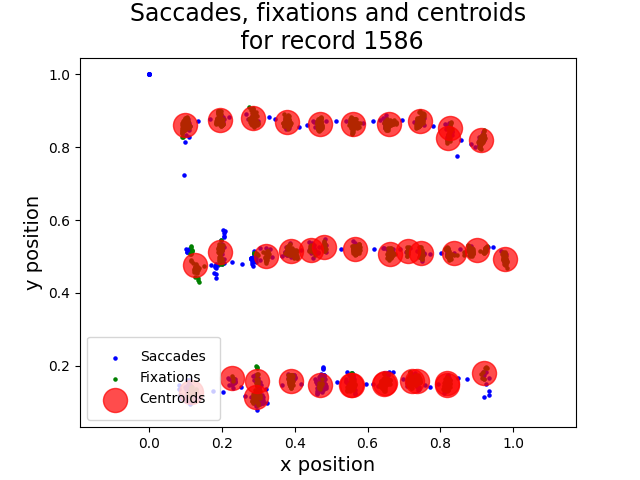 Saccades, fixations and centroids
for record 1586
1.0
0.8
0.6
0.4
0.2
y position
Saccades
Fixations
Centroids
0.0 0.2 0.4 0.6 0.8 1.0
x position